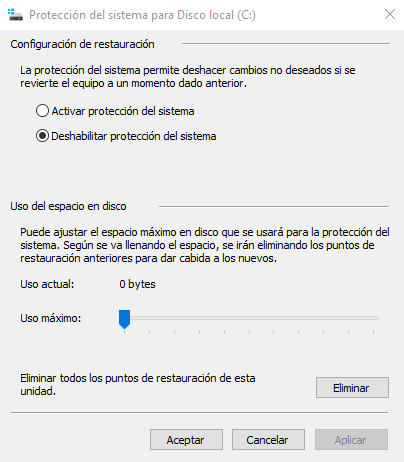 Protección del sistema para Disco local (C:)
Configuración de restauración
La protección del sistema permite deshacer cambios no deseados si se
revierte el equipo a un momento dado anterior.
Activar protección del sistema
Deshabilitar protección del sistema
Uso del espacio en disco
Puede ajustar el espacio máximo en disco que se usará para la protección del
sistema. Según se va llenando el espacio, se irán eliminando los puntos de
restauración anteriores para dar cabida a los nuevos.
Uso actual: 0 bytes
Uso máximo:
Eliminar todos los puntos de restauración de esta
unidad.
Eliminar
Aceptar Cancelar Aplicar